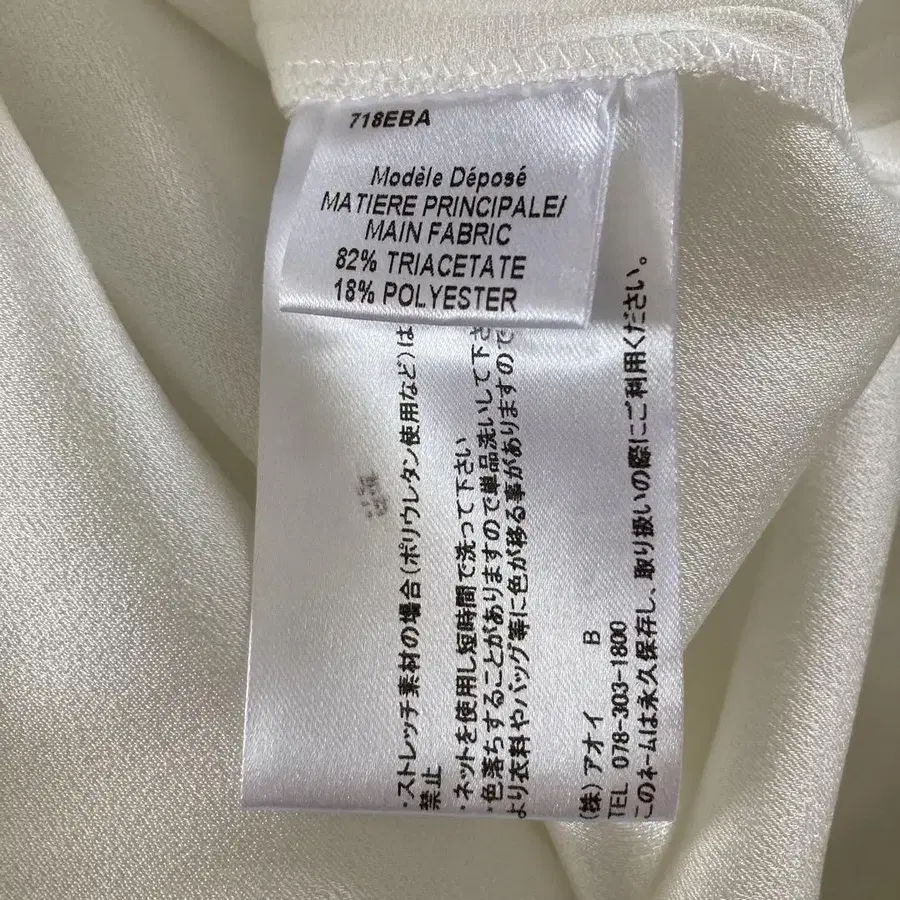 718EBA
Modèle Déposé
MATIERE PRINCIPALE/
MAIN FABRIC
82% TRIACETATE
18% POLYESTER
・ストレッチ素材の場合(ポリウレタン使用など)は
禁止
・ネットを使用し短時間で洗って下さい
・色落ちすることがありますので単品洗いして下さ
より衣料やバッグ等に色が移る事がありますので
(株)アオイ B
TEL 078-303-1800
このネームは永久保存し、取り扱いの際にご利用ください。